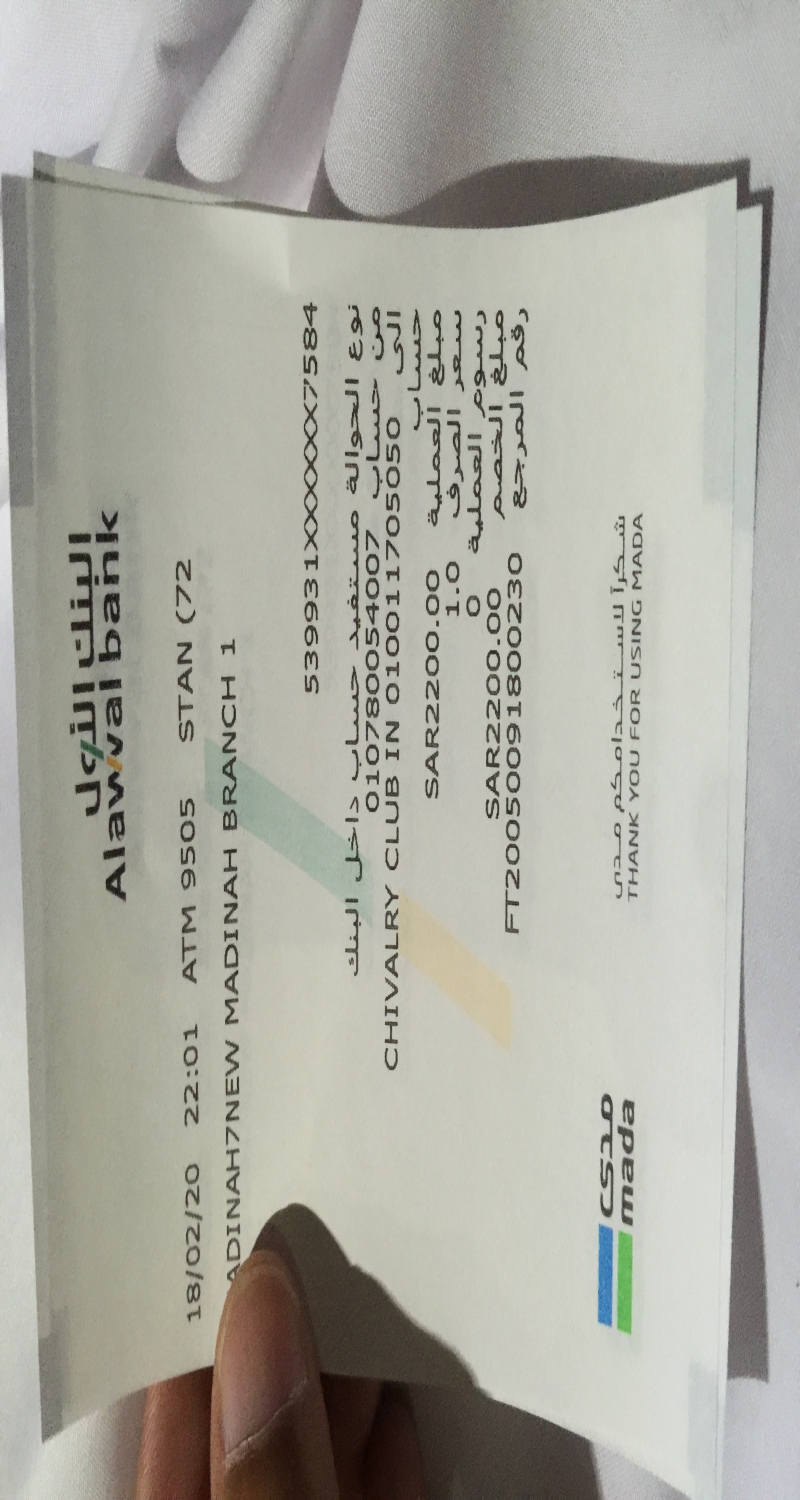 البنك الأول
Alawwal bank
18/02/20 22:01 ATM 9505 STAN (72
ADINAH7NEW MADINAH BRANCH 1
539931XXXXXX7584
نوع الحوالة مستفيد حساب داخل البنك
من حساب 010780054007
الى CHIVALRY CLUB IN 010011705050
حساب
مبلغ العملية SAR2200.00
سعر الصرف 1.0
رسوم العملية 0
مبلغ الخصم SAR2200.00
رقم المرجع FT20050091800230
شكرآ لاستخدامكم مدى
THANK YOU FOR USING MADA
مدى
mada